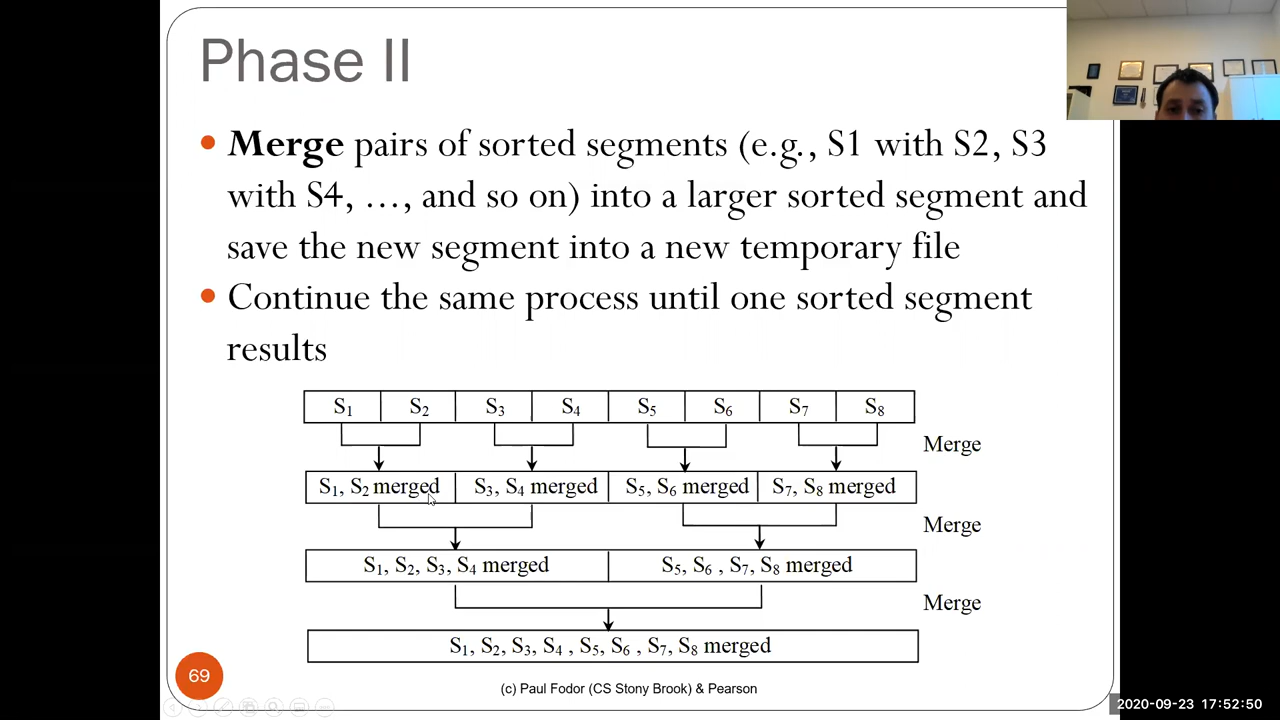 Phase II
• Merge pairs of sorted segments (e.g., S1 with S2, S3
with S4, …, and so on) into a larger sorted segment and
save the new segment into a new temporary file
• Continue the same process until one sorted segment
results
S1 S2 S3 S4 S5 S6 S7 S8
Merge
S1, S2 merged S3, S4 merged S5, S6 merged S7, S8 merged
Merge
S1, S2, S3, S4 merged S5, S6 , S7, S8 merged
Merge
S1, S2, S3, S4 , S5, S6 , S7, S8 merged
69
(c) Paul Fodor (CS Stony Brook) & Pearson
2020-09-23 17:52:50